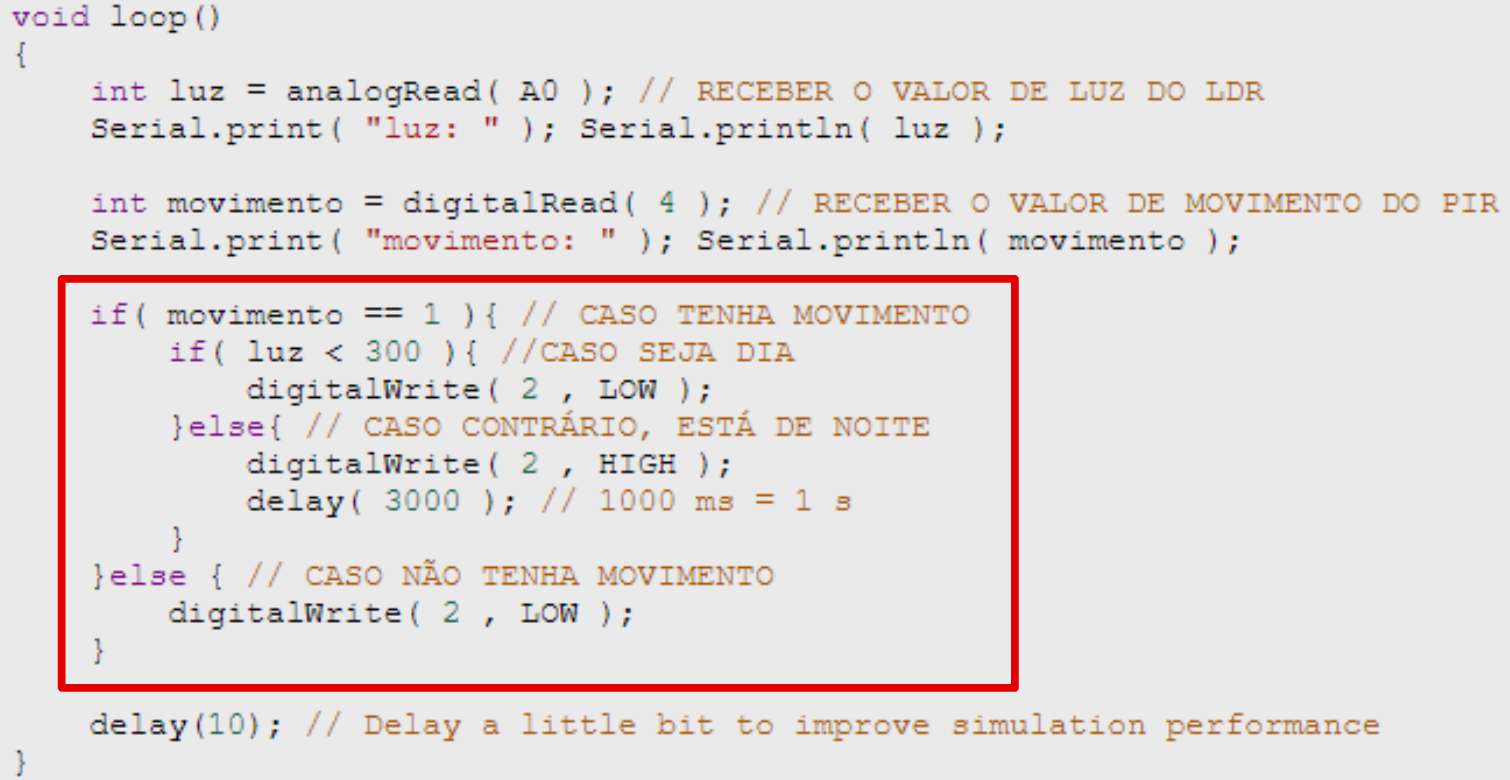 void loop()
{
    int luz = analogRead( A0 ); // RECEBER O VALOR DE LUZ DO LDR
    Serial.print( "luz: " ); Serial.println( luz );
    int movimento = digitalRead( 4 ); // RECEBER O VALOR DE MOVIMENTO DO PIR
    Serial.print( "movimento: " ); Serial.println( movimento );
    if( movimento == 1 ){ // CASO TENHA MOVIMENTO
        if( luz < 300 ){ //CASO SEJA DIA
            digitalWrite( 2 , LOW );
        }else{ // CASO CONTRÁRIO, ESTÁ DE NOITE
            digitalWrite( 2 , HIGH );
            delay( 3000 ); // 1000 ms = 1 s
        }
    }else { // CASO NÃO TENHA MOVIMENTO
        digitalWrite( 2 , LOW );
    }
    delay(10); // Delay a little bit to improve simulation performance
}